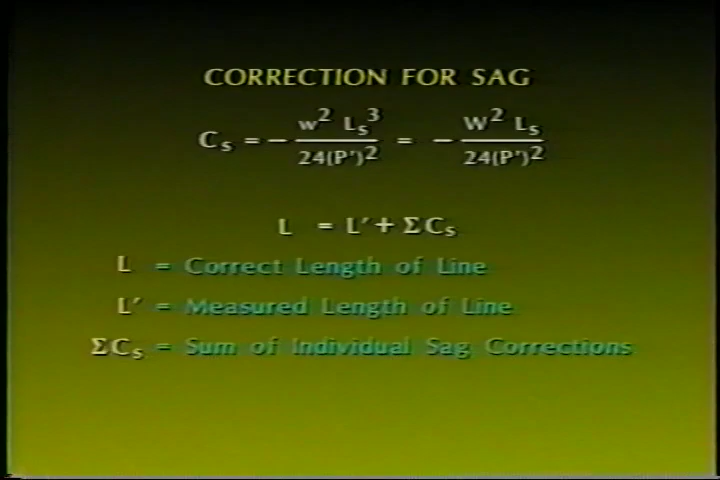 CORRECTION FOR SAG
Cₛ = − w² Lₛ³ / 24(P')² = − W² Lₛ / 24(P')²
L = L' + ΣCₛ
L = Correct Length of Line
L' = Measured Length of Line
ΣCₛ = Sum of Individual Sag Corrections